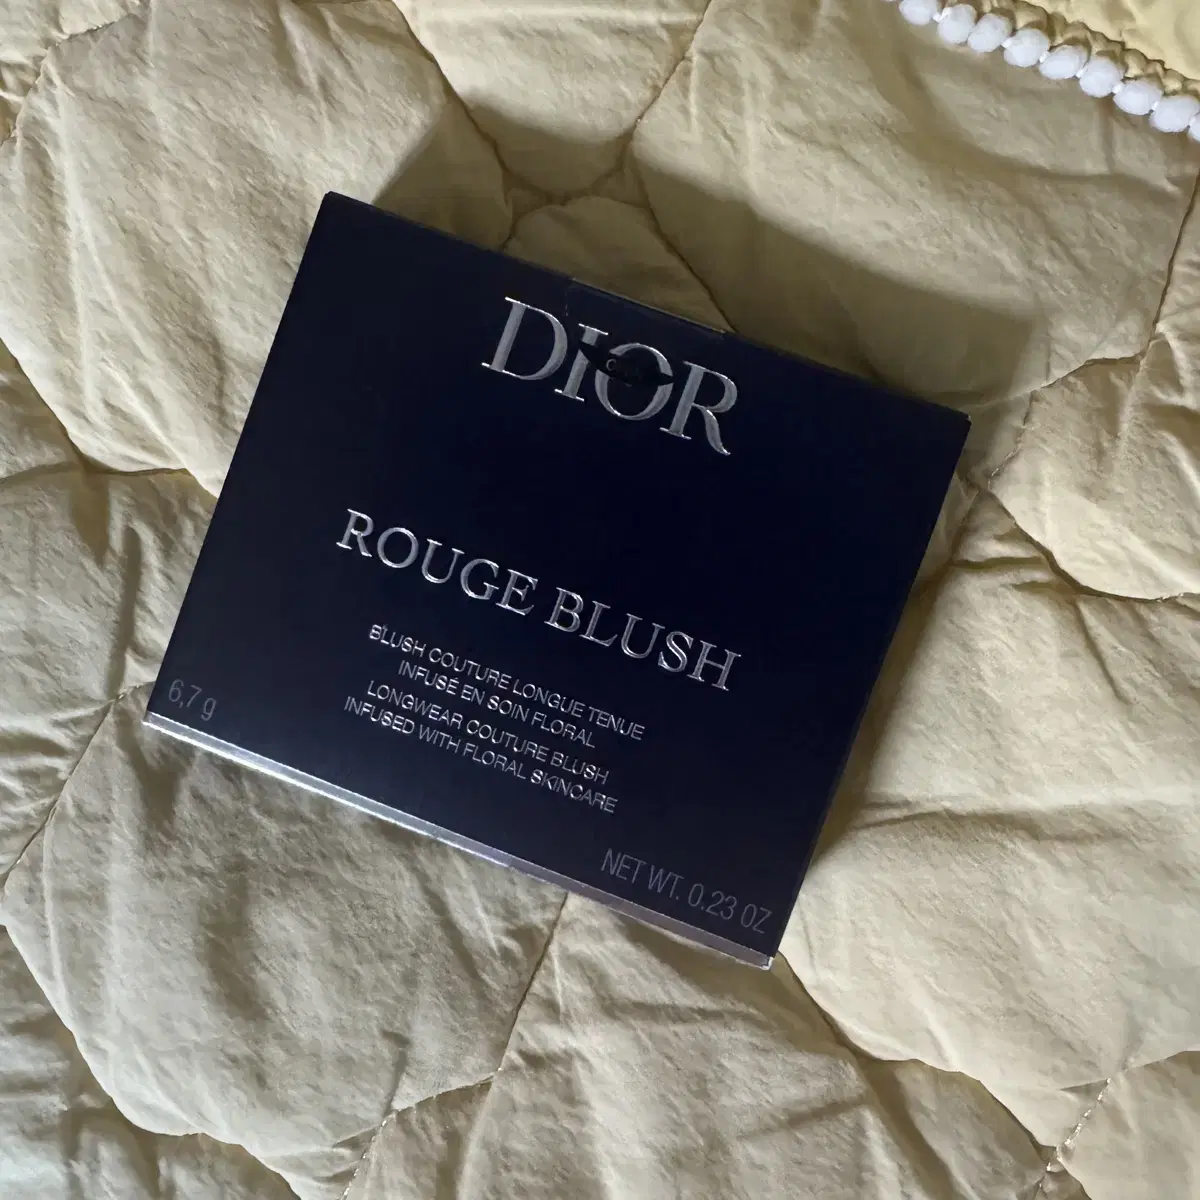 DIOR
ROUGE BLUSH
BLUSH COUTURE LONGUE TENUE
INFUSÉ EN SOIN FLORAL
LONGWEAR COUTURE BLUSH
INFUSED WITH FLORAL SKINCARE
6,7 g
NET WT. 0.23 OZ